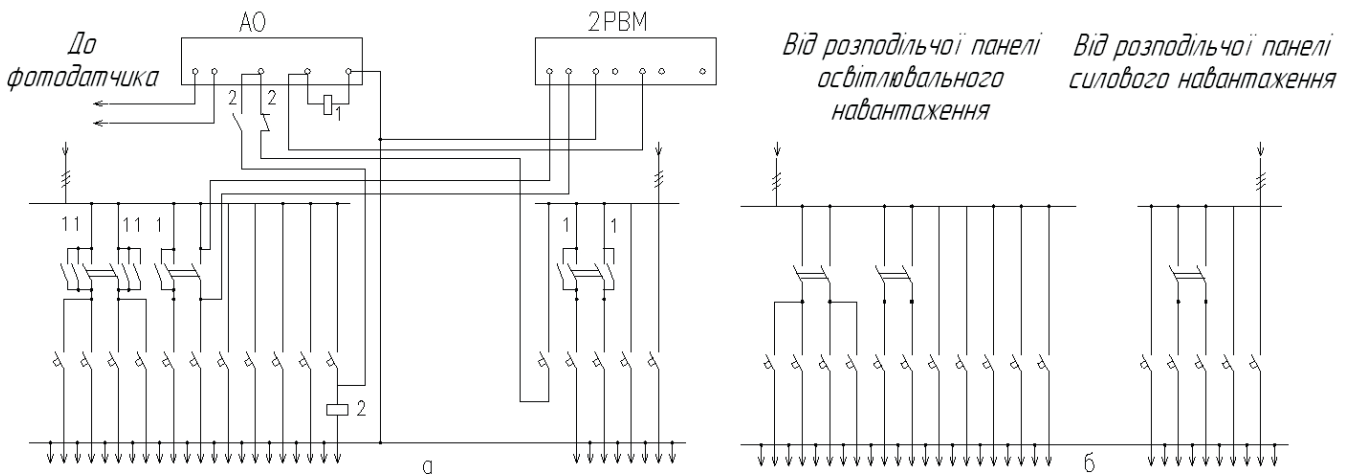 АО
2РВМ
До
фотодатчика
Від розподільчої панелі
освітлювального
навантаження
Від розподільчої панелі
силового навантаження
2
2
1
11
11
1
1
1
2
а
б